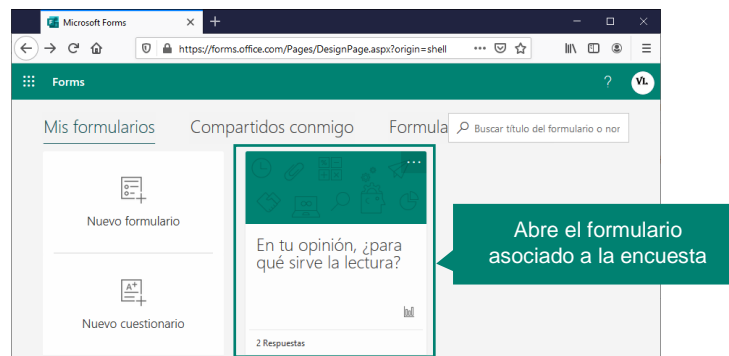 Microsoft Forms
https://forms.office.com/Pages/DesignPage.aspx?origin=shell
Forms
?
VL
Mis formularios
Compartidos conmigo
Formula
Buscar título del formulario o nor
Nuevo formulario
En tu opinión, ¿para
qué sirve la lectura?
Abre el formulario
asociado a la encuesta
Nuevo cuestionario
2 Respuestas